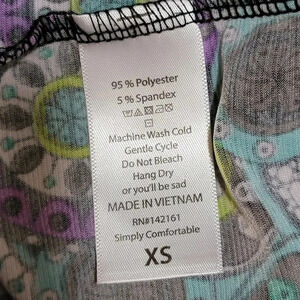 95% Polyester
5% Spandex
Machine Wash Cold
Gentle Cycle
Do Not Bleach
Hang Dry
or you'll be sad
MADE IN VIETNAM
RN#142161
Simply Comfortable
XS